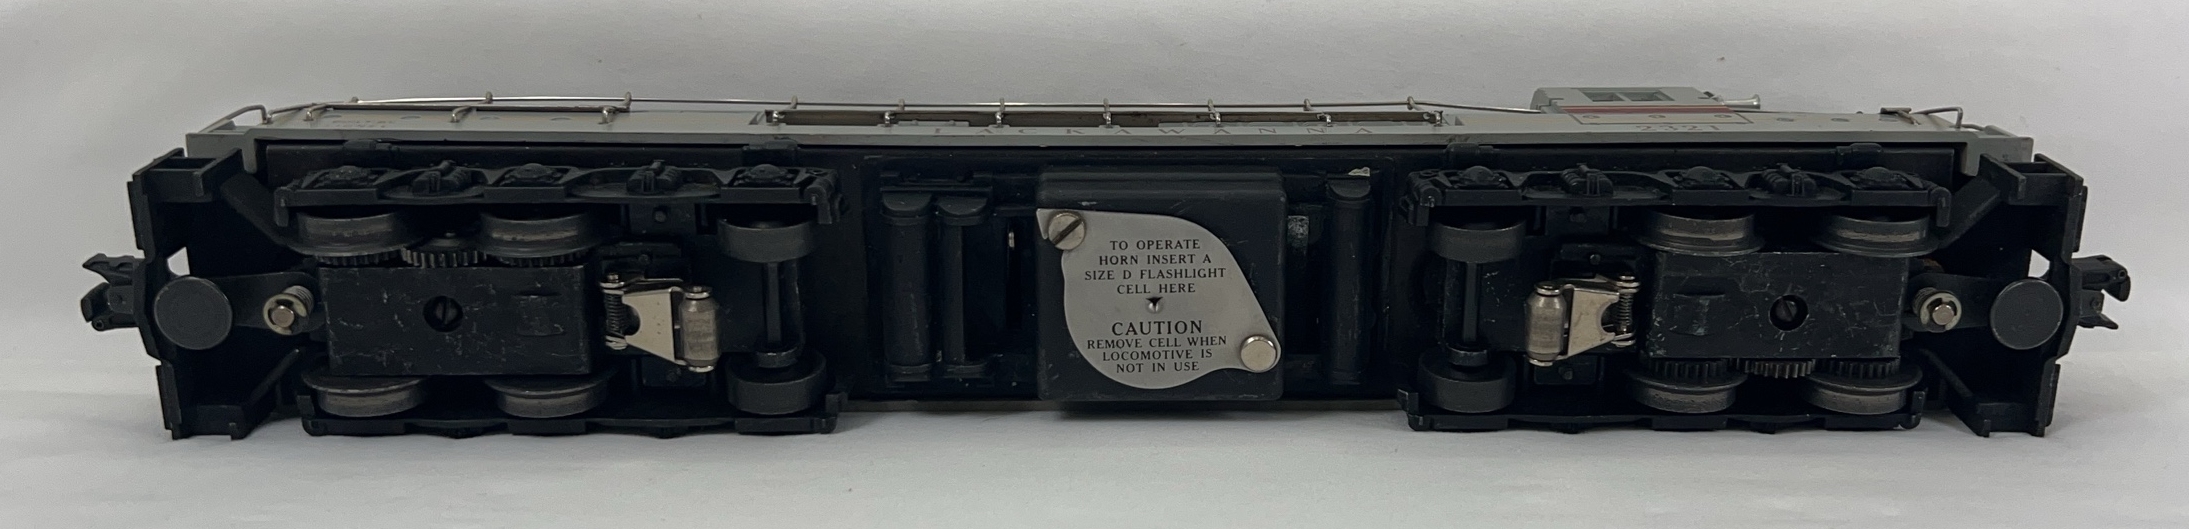 LACKAWANNA
2321
TO OPERATE
HORN INSERT A
SIZE D FLASHLIGHT
CELL HERE
CAUTION
REMOVE CELL WHEN
LOCOMOTIVE IS
NOT IN USE